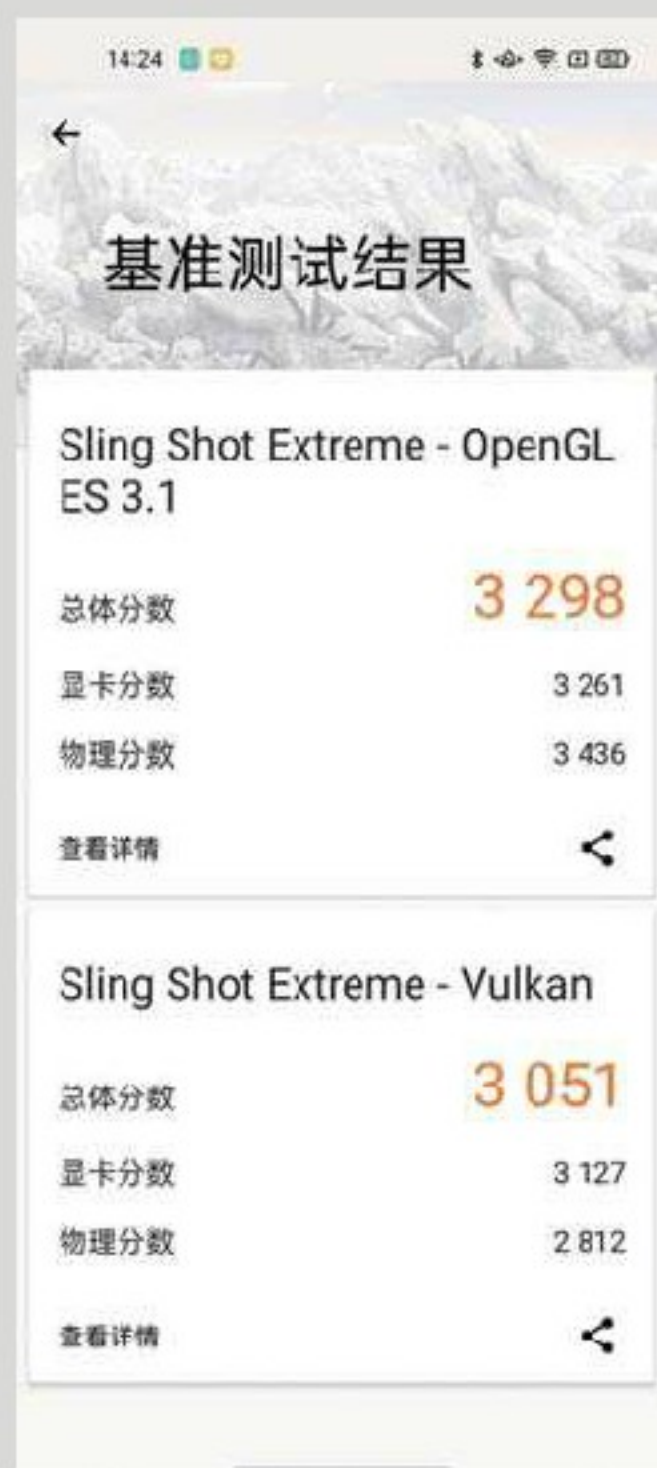 14:24
基准测试结果
Sling Shot Extreme - OpenGL
ES 3.1
总体分数 3 298
显卡分数 3 261
物理分数 3 436
查看详情
Sling Shot Extreme - Vulkan
总体分数 3 051
显卡分数 3 127
物理分数 2 812
查看详情